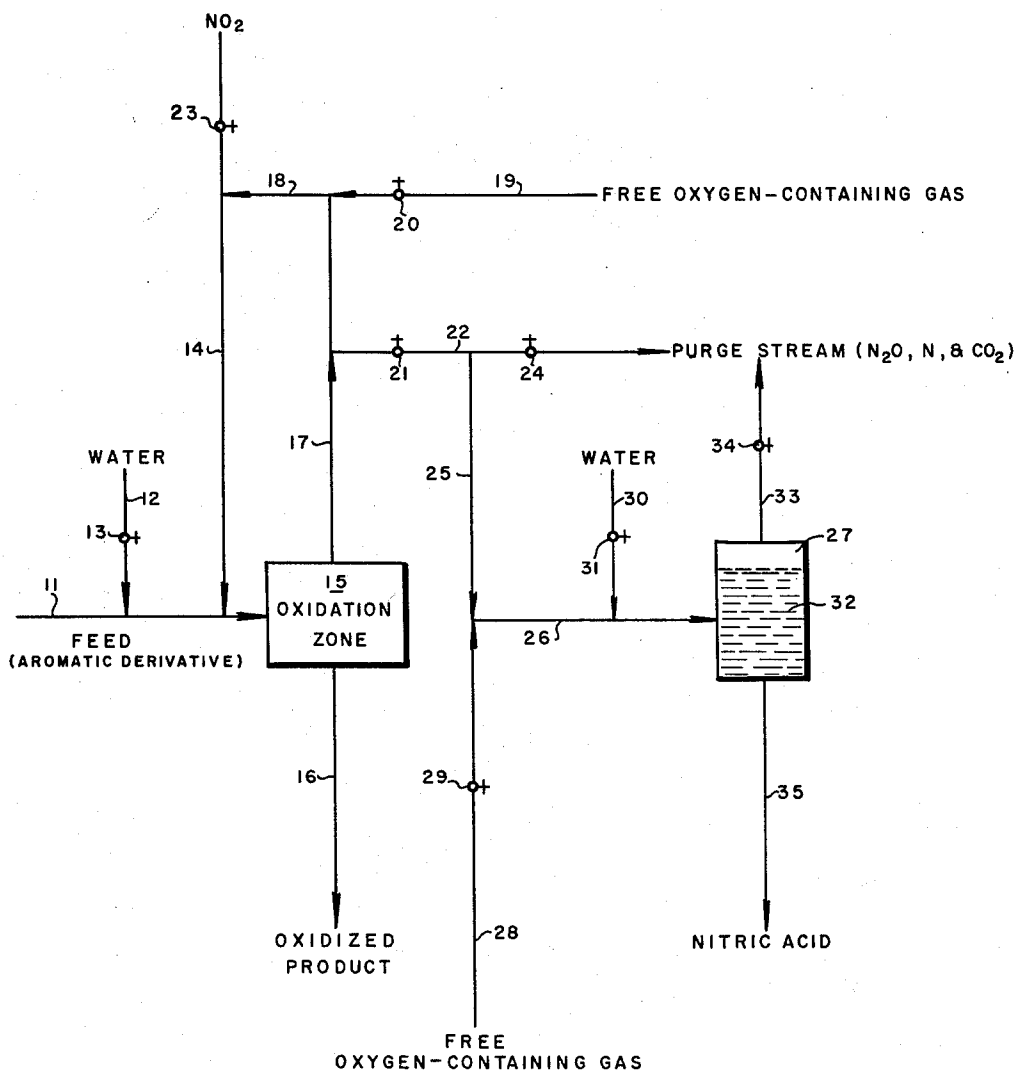 NO2
23
18
19
FREE OXYGEN-CONTAINING GAS
20
14
22
PURGE STREAM (N2O, N, & CO2)
21
24
17
34
WATER
25
WATER
12
30
33
13
31
27
11
15
OXIDATION
ZONE
32
FEED
(AROMATIC DERIVATIVE)
26
16
29
35
OXIDIZED
PRODUCT
28
NITRIC ACID
FREE
OXYGEN-CONTAINING GAS